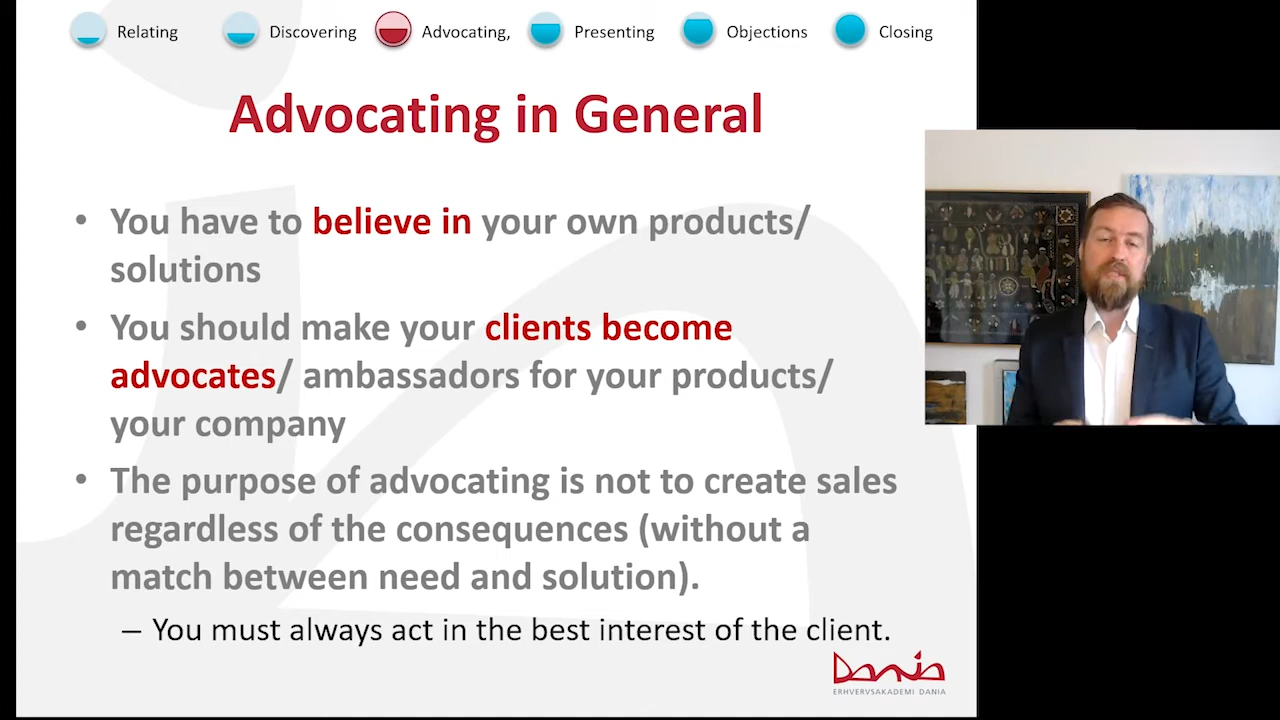 Relating
Discovering
Advocating,
Presenting
Objections
Closing
Advocating in General
• You have to believe in your own products/
solutions
• You should make your clients become
advocates/ ambassadors for your products/
your company
• The purpose of advocating is not to create sales
regardless of the consequences (without a
match between need and solution).
– You must always act in the best interest of the client.
Dania
ERHVERVSAKADEMI DANIA